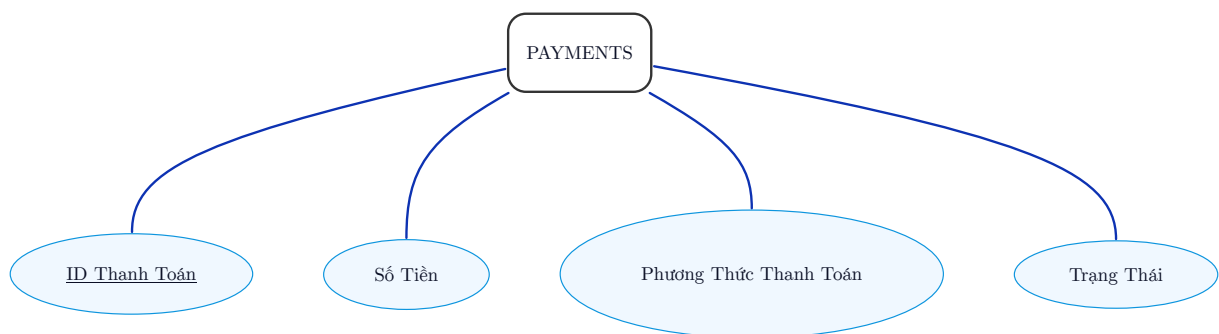 PAYMENTS
ID Thanh Toán
Số Tiền
Phương Thức Thanh Toán
Trạng Thái